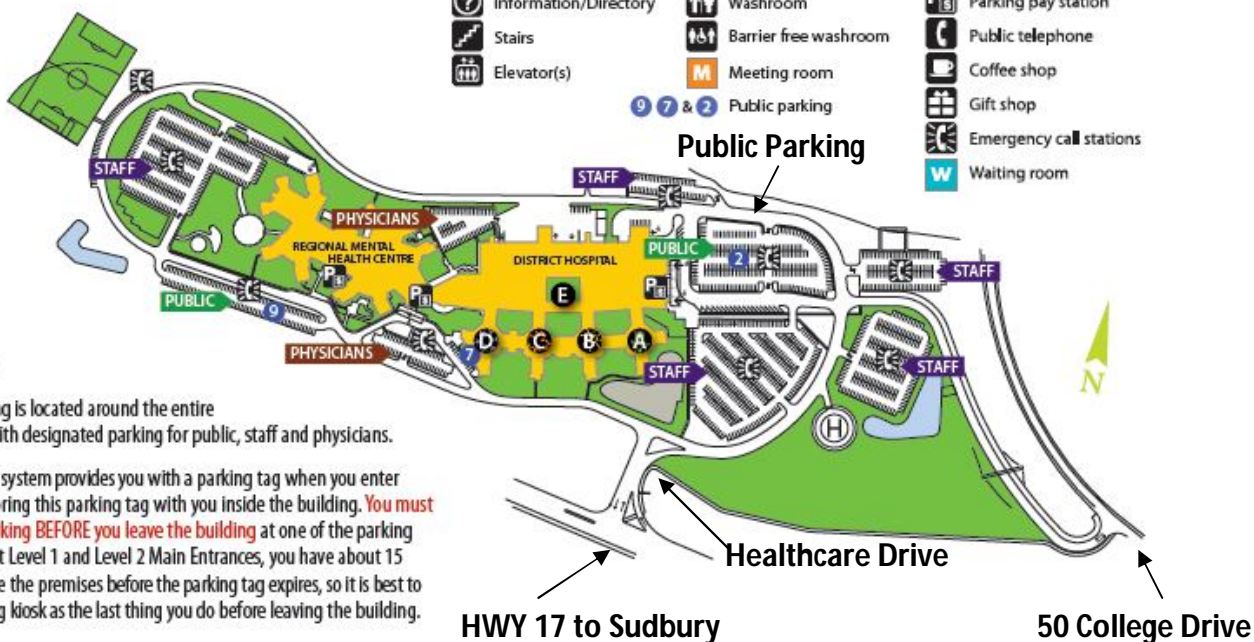 Information/Directory
Washroom
Parking pay station
Stairs
Barrier free washroom
Public telephone
Elevator(s)
M Meeting room
Coffee shop
9 7 & 2 Public parking
Gift shop
Emergency call stations
W Waiting room
Public Parking
STAFF
STAFF
PHYSICIANS
REGIONAL MENTAL
HEALTH CENTRE
DISTRICT HOSPITAL
PUBLIC
2
STAFF
P$
P$
P$
E
PUBLIC
9
PHYSICIANS
7
D
C
B
A
STAFF
STAFF
H
N
is located around the entire
designated parking for public, staff and physicians.
system provides you with a parking tag when you enter
this parking tag with you inside the building. You must
BEFORE you leave the building at one of the parking
Level 1 and Level 2 Main Entrances, you have about 15
the premises before the parking tag expires, so it is best to
kiosk as the last thing you do before leaving the building.
Healthcare Drive
HWY 17 to Sudbury
50 College Drive